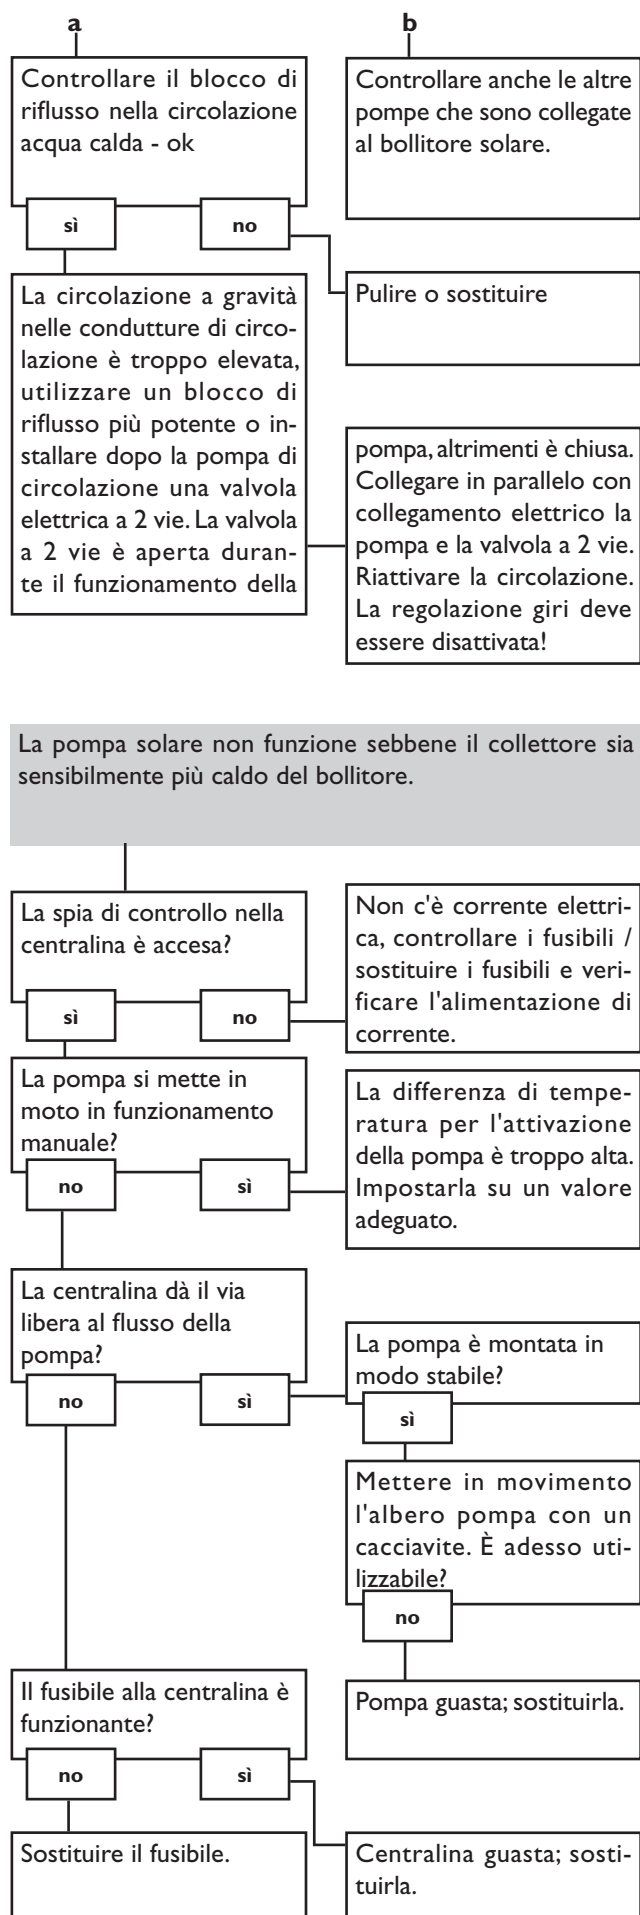 a
b
Controllare il blocco di
riflusso nella circolazione
acqua calda - ok
Controllare anche le altre
pompe che sono collegate
al bollitore solare.
sì
no
La circolazione a gravità
nelle condutture di circo-
lazione è troppo elevata,
utilizzare un blocco di
riflusso più potente o in-
stallare dopo la pompa di
circolazione una valvola
elettrica a 2 vie. La valvola
a 2 vie è aperta duran-
te il funzionamento della
Pulire o sostituire
pompa, altrimenti è chiusa.
Collegare in parallelo con
collegamento elettrico la
pompa e la valvola a 2 vie.
Riattivare la circolazione.
La regolazione giri deve
essere disattivata!
La pompa solare non funzione sebbene il collettore sia
sensibilmente più caldo del bollitore.
La spia di controllo nella
centralina è accesa?
sì
no
Non c'è corrente elettri-
ca, controllare i fusibili /
sostituire i fusibili e veri-
ficare l'alimentazione di
corrente.
La pompa si mette in
moto in funzionamento
manuale?
no
sì
La differenza di tempe-
ratura per l'attivazione
della pompa è troppo alta.
Impostarla su un valore
adeguato.
La centralina dà il via
libera al flusso della
pompa?
no
sì
La pompa è montata in
modo stabile?
sì
Mettere in movimento
l'albero pompa con un
cacciavite. È adesso uti-
lizzabile?
no
Pompa guasta; sostituirla.
Il fusibile alla centralina è
funzionante?
no
sì
Sostituire il fusibile.
Centralina guasta; sosti-
tuirla.